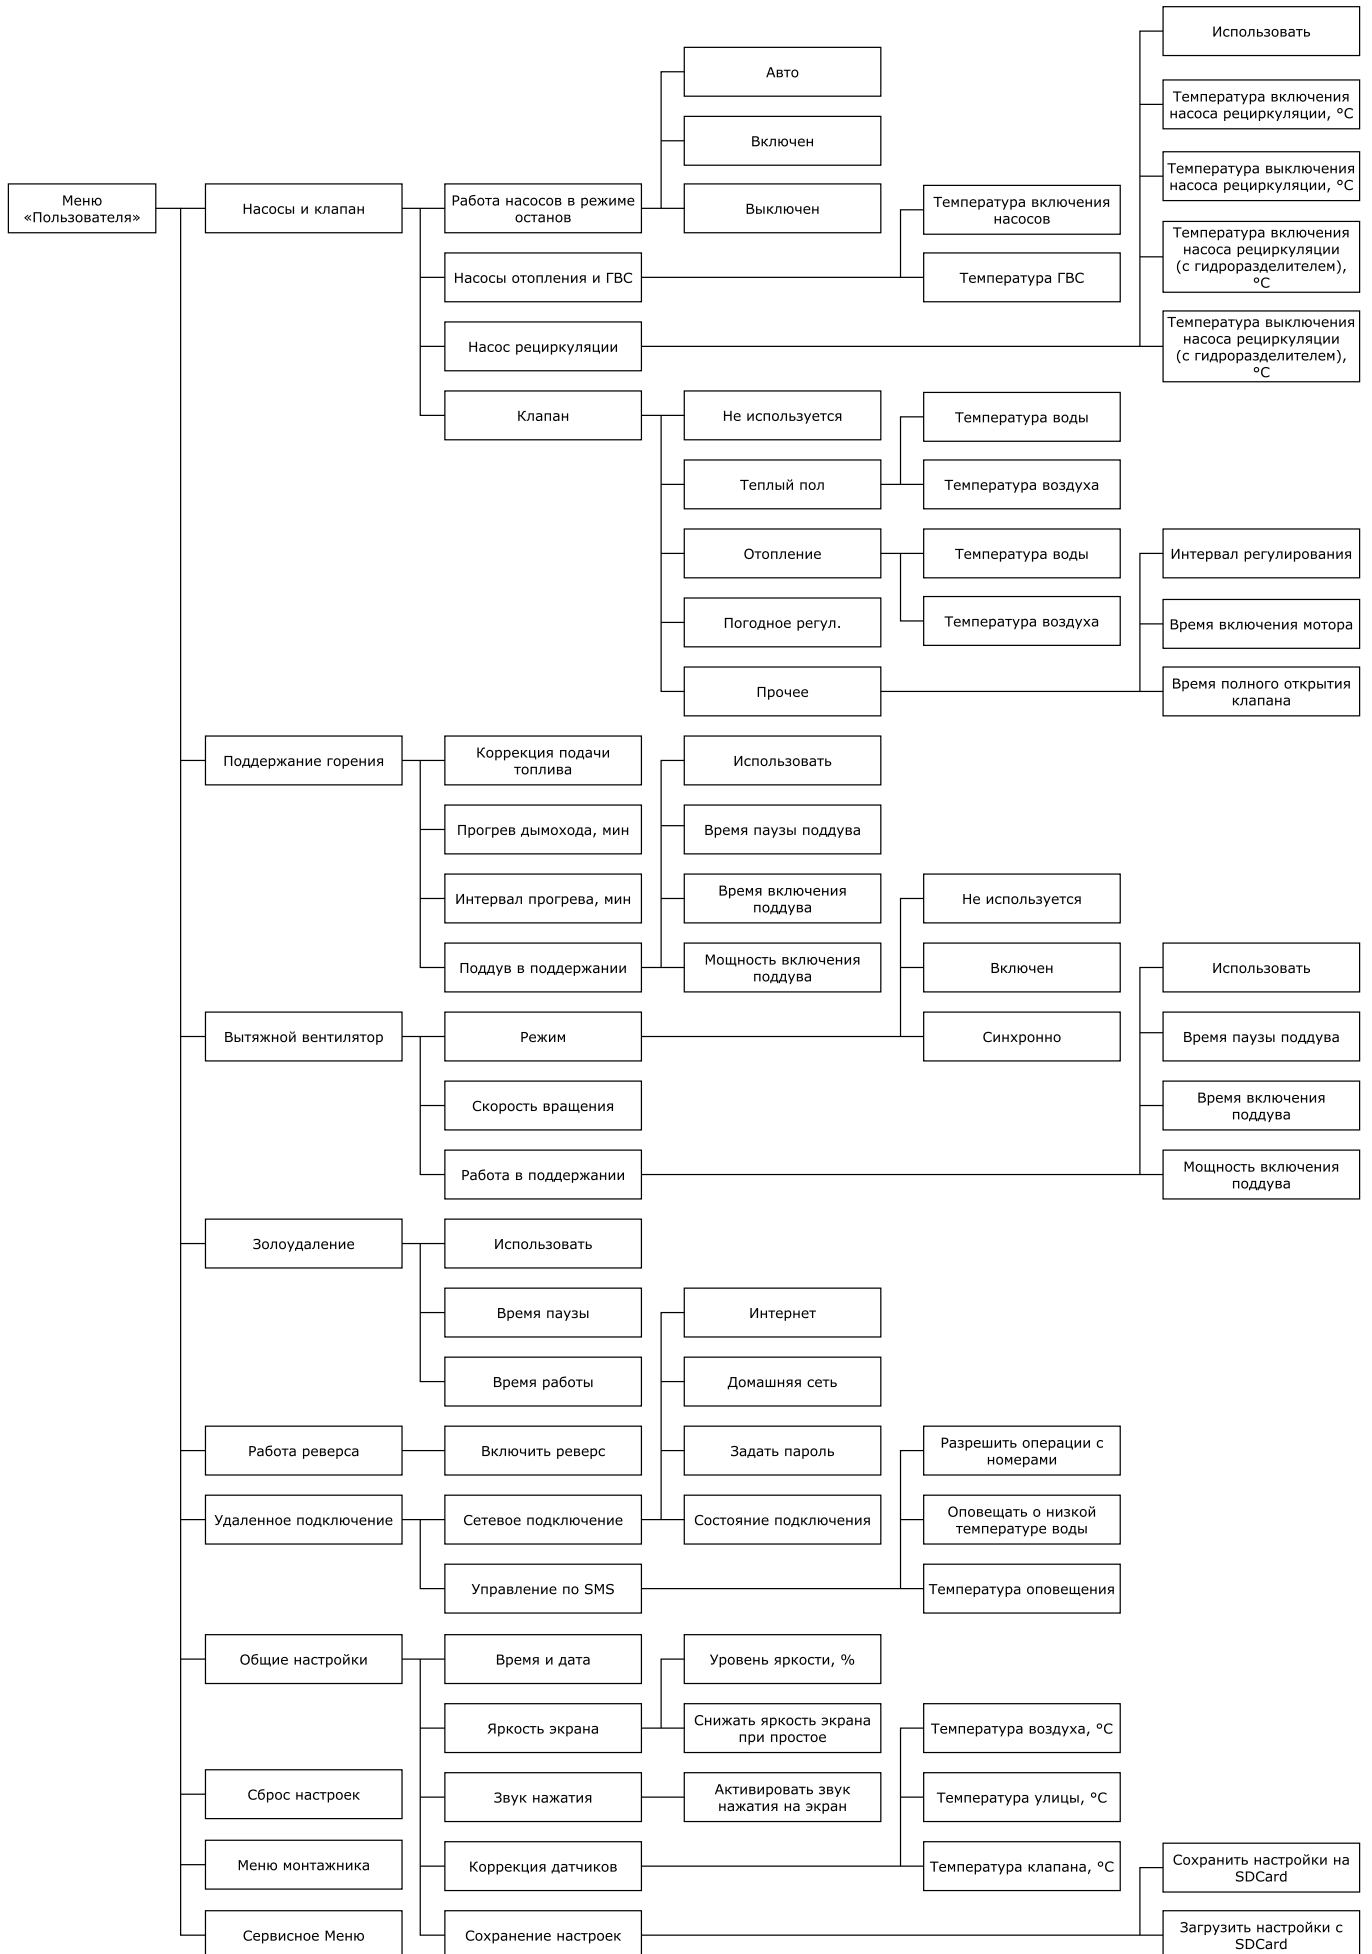 Меню
«Пользователя»
Насосы и клапан
Работа насосов в режиме
останов
Авто
Включен
Выключен
Насосы отопления и ГВС
Температура включения
насосов
Температура ГВС
Насос рециркуляции
Использовать
Температура включения
насоса рециркуляции, °C
Температура выключения
насоса рециркуляции, °C
Температура включения
насоса рециркуляции
(с гидроразделителем),
°C
Температура выключения
насоса рециркуляции
(с гидроразделителем),
°C
Клапан
Не используется
Теплый пол
Температура воды
Температура воздуха
Отопление
Температура воды
Температура воздуха
Погодное регул.
Прочее
Интервал регулирования
Время включения мотора
Время полного открытия
клапана
Поддержание горения
Коррекция подачи
топлива
Прогрев дымохода, мин
Интервал прогрева, мин
Поддув в поддержании
Использовать
Время паузы поддува
Время включения
поддува
Мощность включения
поддува
Вытяжной вентилятор
Режим
Не используется
Включен
Синхронно
Скорость вращения
Работа в поддержании
Использовать
Время паузы поддува
Время включения
поддува
Мощность включения
поддува
Золоудаление
Использовать
Время паузы
Время работы
Работа реверса
Включить реверс
Удаленное подключение
Сетевое подключение
Интернет
Домашняя сеть
Задать пароль
Состояние подключения
Управление по SMS
Разрешить операции с
номерами
Оповещать о низкой
температуре воды
Температура оповещения
Общие настройки
Время и дата
Яркость экрана
Уровень яркости, %
Снижать яркость экрана
при простое
Звук нажатия
Активировать звук
нажатия на экран
Коррекция датчиков
Температура воздуха, °C
Температура улицы, °C
Температура клапана, °C
Сохранение настроек
Сохранить настройки на
SDCard
Загрузить настройки с
SDCard
Сброс настроек
Меню монтажника
Сервисное Меню